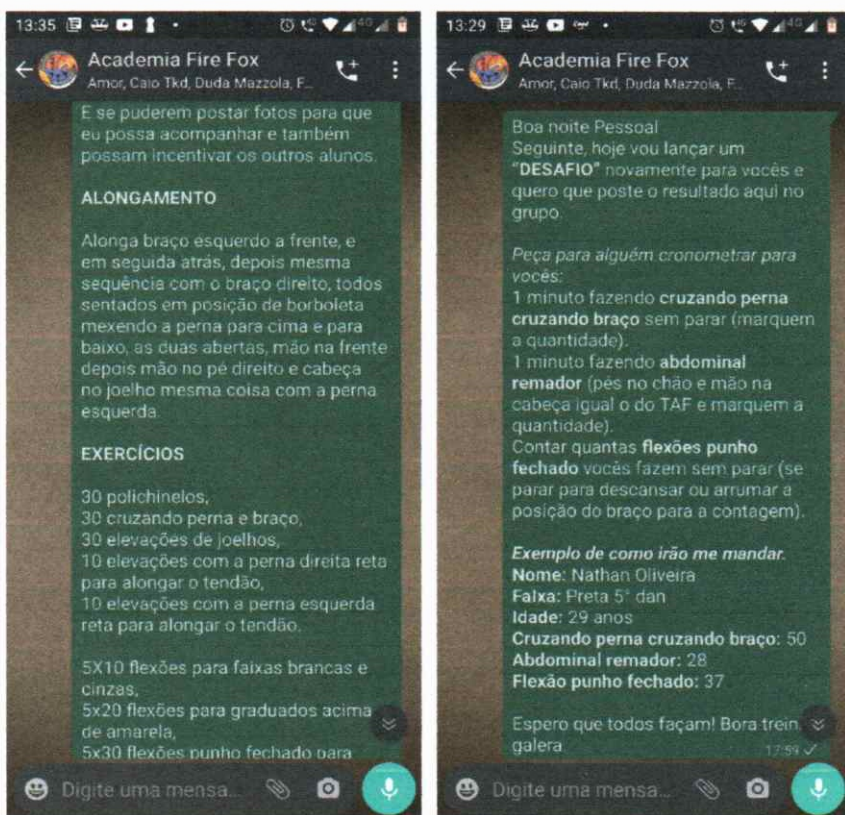 13:35
4G
Academia Fire Fox
Amor, Caio Tkd, Duda Mazzola, F...
E se puderem postar fotos para que
eu possa acompanhar e também
possam incentivar os outros alunos.
ALONGAMENTO
Alonga braço esquerdo a frente, e
em seguida atrás, depois mesma
sequência com o braço direito, todos
sentados em posição de borboleta
mexendo a perna para cima e para
baixo, as duas abertas, mão na frente
depois mão no pé direito e cabeça
no joelho mesma coisa com a perna
esquerda.
EXERCÍCIOS
30 polichinelos,
30 cruzando perna e braço,
30 elevações de joelhos,
10 elevações com a perna direita reta
para alongar o tendão,
10 elevações com a perna esquerda
reta para alongar o tendão.
5X10 flexões para faixas brancas e
cinzas,
5x20 flexões para graduados acima
de amarela,
5x30 flexões punho fechado para
Digite uma mensa...
13:29
4G
Academia Fire Fox
Amor, Caio Tkd, Duda Mazzola, F...
Boa noite Pessoal
Seguinte, hoje vou lançar um
"DESAFIO" novamente para vocês e
quero que poste o resultado aqui no
grupo.
Peça para alguém cronometrar para
vocês:
1 minuto fazendo cruzando perna
cruzando braço sem parar (marquem
a quantidade).
1 minuto fazendo abdominal
remador (pés no chão e mão na
cabeça igual o do TAF e marquem a
quantidade).
Contar quantas flexões punho
fechado vocês fazem sem parar (se
parar para descansar ou arrumar a
posição do braço para a contagem).
Exemplo de como irão me mandar.
Nome: Nathan Oliveira
Faixa: Preta 5° dan
Idade: 29 anos
Cruzando perna cruzando braço: 50
Abdominal remador: 28
Flexão punho fechado: 37
Espero que todos façam! Bora trein
galera
17:59
Digite uma mensa...